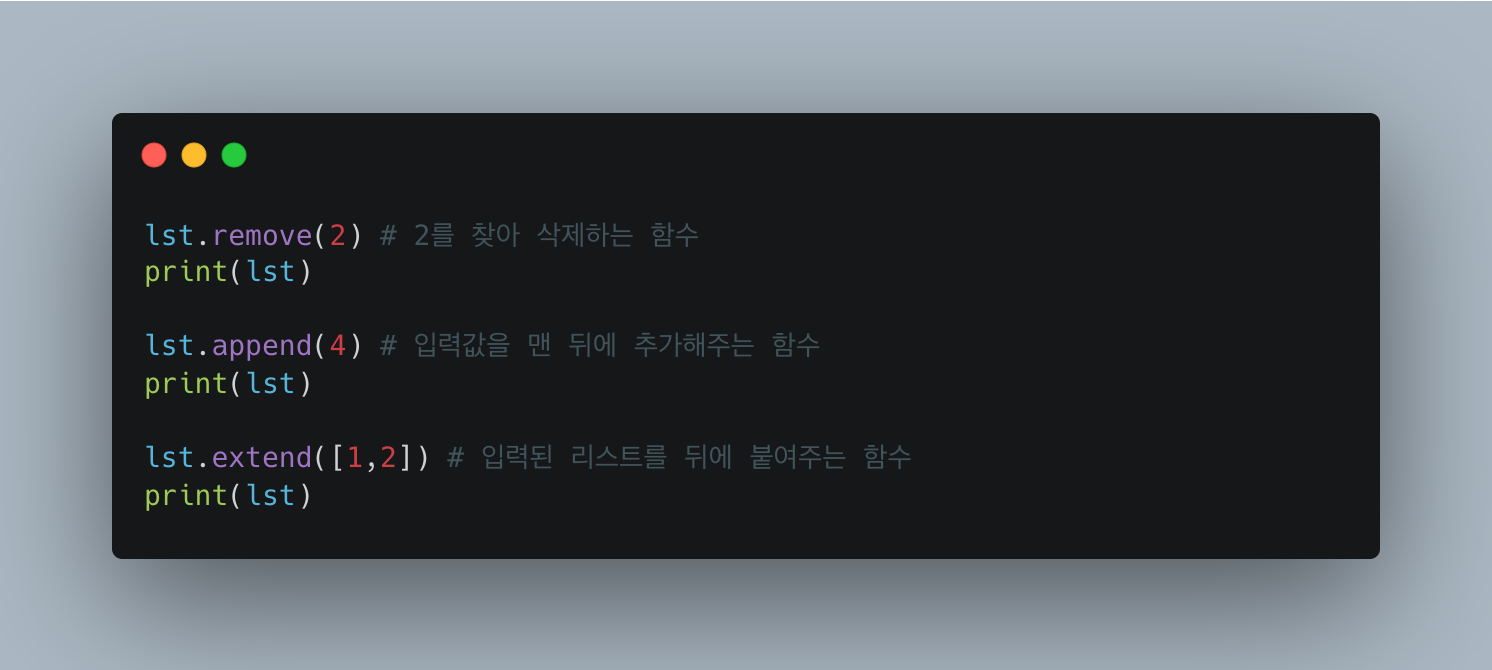 lst.remove(2) # 2를 찾아 삭제하는 함수
print(lst)
lst.append(4) # 입력값을 맨 뒤에 추가해주는 함수
print(lst)
lst.extend([1,2]) # 입력된 리스트를 뒤에 붙여주는 함수
print(lst)